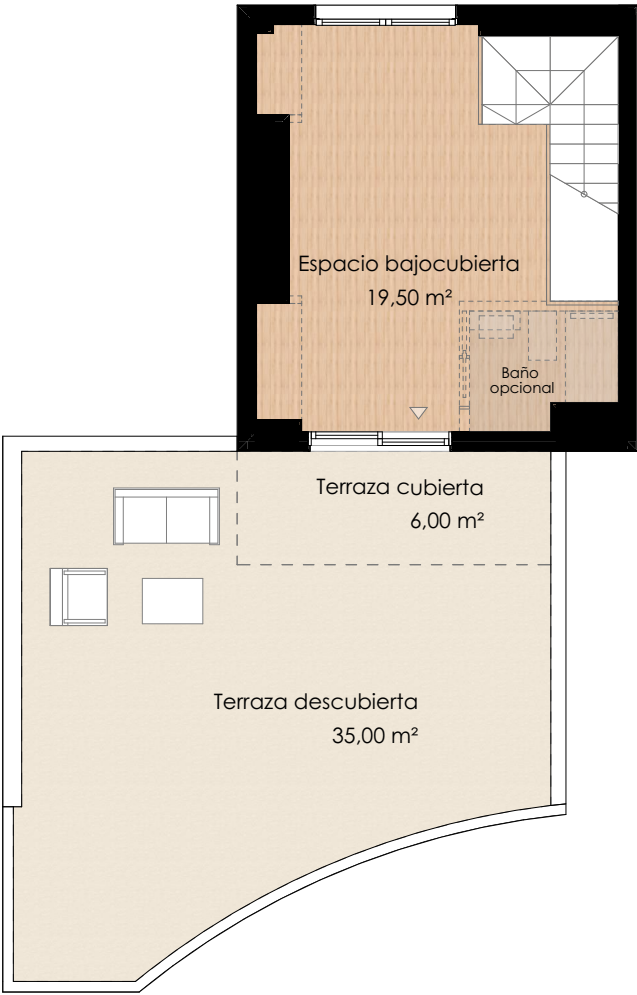 Espacio bajocubierta
19,50 m²
Baño
opcional
Terraza cubierta
6,00 m²
Terraza descubierta
35,00 m²